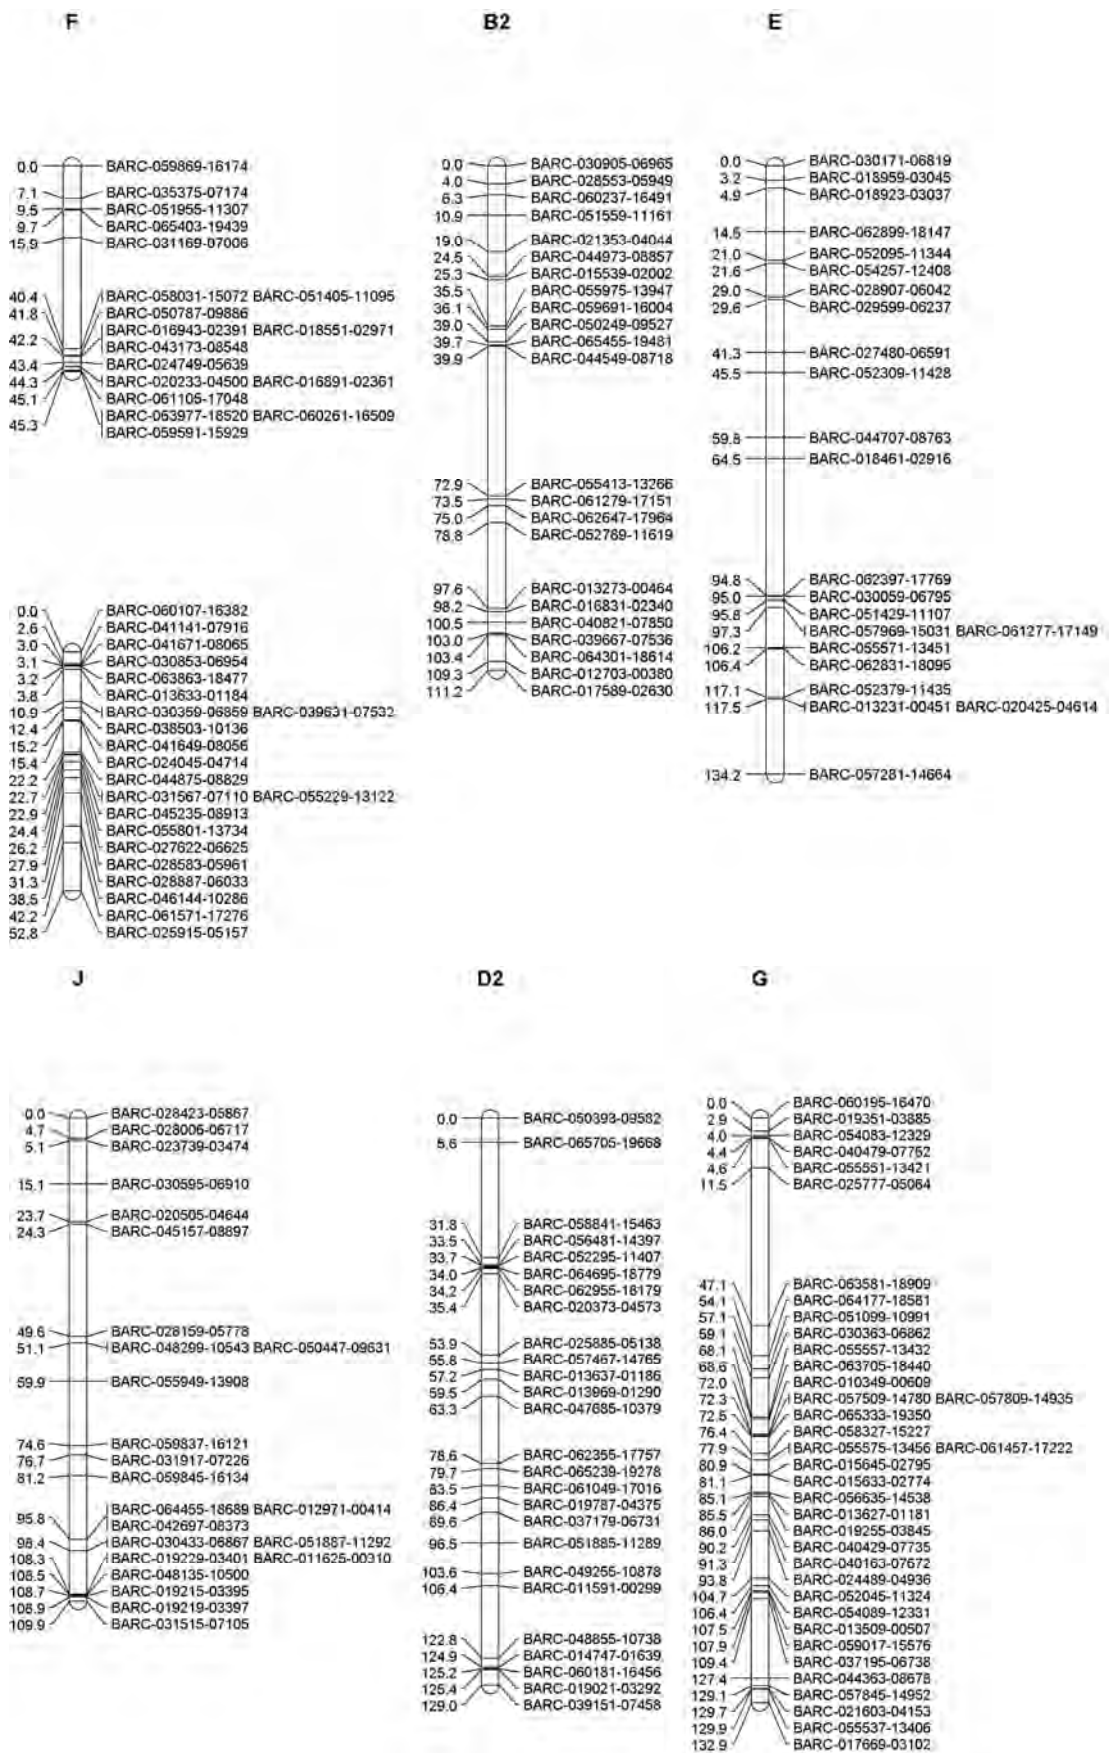 F
0.0 BARC-059869-16174
7.1 BARC-035375-07174
9.5 BARC-051955-11307
9.7 BARC-065403-19439
15.9 BARC-031169-07006
40.4 BARC-058031-15072 BARC-051405-11095
41.8 BARC-050787-09886
BARC-016943-02391 BARC-018551-02971
42.2 BARC-043173-08548
43.4 BARC-024749-05639
44.3 BARC-020233-04500 BARC-016891-02361
45.1 BARC-061105-17048
45.3 BARC-063977-18520 BARC-060261-16509
BARC-059591-15929
0.0 BARC-060107-16382
2.6 BARC-041141-07916
3.0 BARC-041671-08065
3.1 BARC-030853-06954
3.2 BARC-063863-18477
3.8 BARC-013633-01184
10.9 BARC-030359-06859 BARC-039631-07532
12.4 BARC-038503-10136
15.2 BARC-041649-08056
15.4 BARC-024045-04714
22.2 BARC-044875-08829
22.7 BARC-031567-07110 BARC-055229-13122
22.9 BARC-045235-08913
24.4 BARC-055801-13734
26.2 BARC-027622-06625
27.9 BARC-028583-05961
31.3 BARC-028887-06033
38.5 BARC-046144-10286
42.2 BARC-061571-17276
52.8 BARC-025915-05157
B2
0.0 BARC-030905-06965
4.0 BARC-028553-05949
6.3 BARC-060237-16491
10.9 BARC-051559-11161
19.0 BARC-021353-04044
24.5 BARC-044973-08857
25.3 BARC-015539-02002
35.5 BARC-055975-13947
36.1 BARC-059691-16004
39.0 BARC-050249-09527
39.7 BARC-065455-19481
39.9 BARC-044549-08718
72.9 BARC-055413-13266
73.5 BARC-061279-17151
75.0 BARC-062647-17964
78.8 BARC-052789-11619
97.6 BARC-013273-00464
98.2 BARC-016831-02340
100.5 BARC-040821-07850
103.0 BARC-039667-07536
103.4 BARC-064301-18614
109.3 BARC-012703-00380
111.2 BARC-017589-02630
E
0.0 BARC-030171-06819
3.2 BARC-018959-03045
4.9 BARC-018923-03037
14.5 BARC-062899-18147
21.0 BARC-052095-11344
21.6 BARC-054257-12408
29.0 BARC-028907-06042
29.6 BARC-029599-06237
41.3 BARC-027480-06591
45.5 BARC-052309-11428
59.8 BARC-044707-08763
64.5 BARC-018461-02916
94.8 BARC-062397-17769
95.0 BARC-030059-06795
95.8 BARC-051429-11107
97.3 BARC-057969-15031 BARC-061277-17149
106.2 BARC-055571-13451
106.4 BARC-062831-18095
117.1 BARC-052379-11435
117.5 BARC-013231-00451 BARC-020425-04614
134.2 BARC-057281-14664
J
0.0 BARC-028423-05867
4.7 BARC-028006-06717
5.1 BARC-023739-03474
15.1 BARC-030595-06910
23.7 BARC-020505-04644
24.3 BARC-045157-08897
49.6 BARC-028159-05778
51.1 BARC-048299-10543 BARC-050447-09631
59.9 BARC-055949-13908
74.6 BARC-059837-16121
76.7 BARC-031917-07226
81.2 BARC-059845-16134
95.8 BARC-064455-18689 BARC-012971-00414
BARC-042697-08373
98.4 BARC-030433-06867 BARC-051887-11292
108.3 BARC-019229-03401 BARC-011625-00310
108.5 BARC-048135-10500
108.7 BARC-019215-03395
108.9 BARC-019219-03397
109.9 BARC-031515-07105
D2
0.0 BARC-050393-09582
5.6 BARC-065705-19668
31.8 BARC-058841-15463
33.5 BARC-056481-14397
33.7 BARC-052295-11407
34.0 BARC-064695-18779
34.2 BARC-062955-18179
35.4 BARC-020373-04573
53.9 BARC-025885-05138
55.8 BARC-057467-14765
57.2 BARC-013637-01186
59.5 BARC-013969-01290
63.3 BARC-047685-10379
78.6 BARC-062355-17757
79.7 BARC-065239-19278
83.5 BARC-061049-17016
86.4 BARC-019787-04375
89.6 BARC-037179-06731
96.5 BARC-051885-11289
103.6 BARC-049255-10878
106.4 BARC-011591-00299
122.8 BARC-048855-10738
124.9 BARC-014747-01639
125.2 BARC-060181-16456
125.4 BARC-019021-03292
129.0 BARC-039151-07458
G
0.0 BARC-060195-16470
2.9 BARC-019351-03885
4.0 BARC-054083-12329
4.4 BARC-040479-07752
4.6 BARC-055551-13421
11.5 BARC-025777-05064
47.1 BARC-063581-18909
54.1 BARC-064177-18581
57.1 BARC-051099-10991
59.1 BARC-030363-06862
68.1 BARC-055557-13432
68.6 BARC-063705-18440
72.0 BARC-010349-00609
72.3 BARC-057509-14780 BARC-057809-14935
72.5 BARC-065333-19350
76.4 BARC-058327-15227
77.9 BARC-055575-13456 BARC-061457-17222
80.9 BARC-015645-02795
81.1 BARC-015633-02774
85.1 BARC-056635-14538
85.5 BARC-013627-01181
86.0 BARC-019255-03845
90.2 BARC-040429-07735
91.3 BARC-040163-07672
93.8 BARC-024489-04936
104.7 BARC-052045-11324
106.4 BARC-054089-12331
107.5 BARC-013509-00507
107.9 BARC-059017-15576
109.4 BARC-037195-06738
127.4 BARC-044363-08678
129.1 BARC-057845-14952
129.7 BARC-021603-04153
129.9 BARC-055537-13406
132.9 BARC-017669-03102